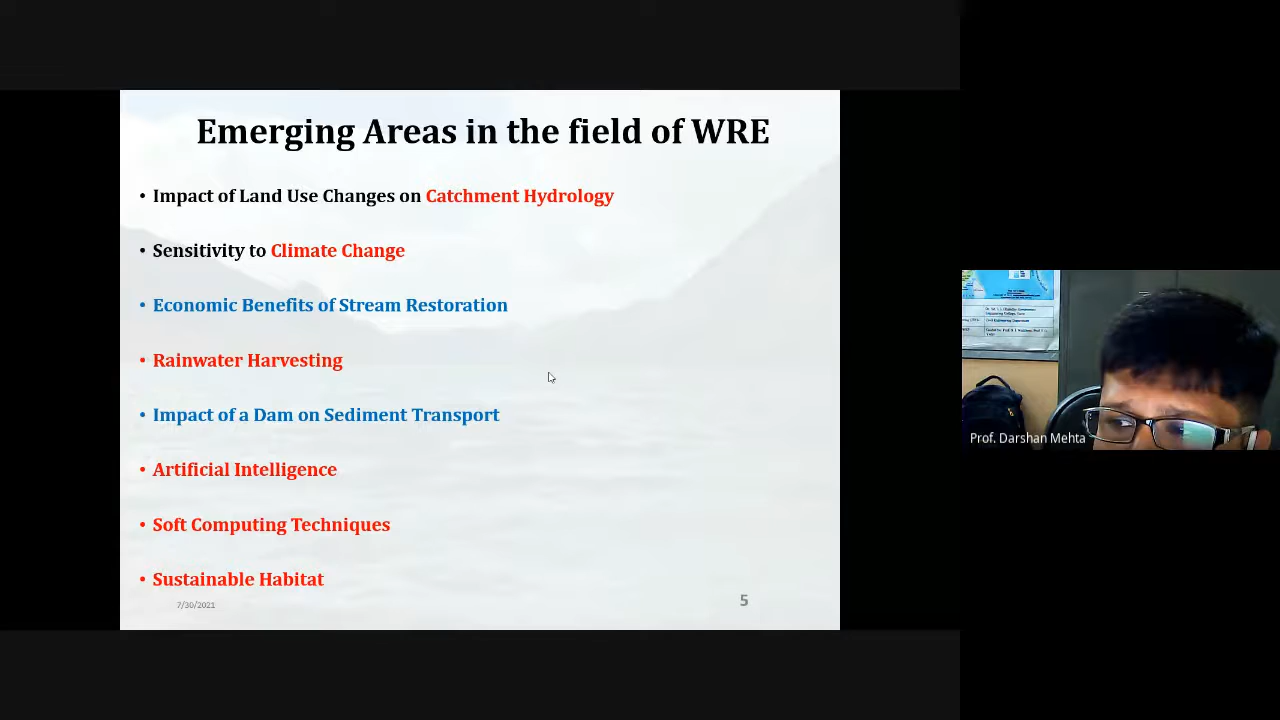 Emerging Areas in the field of WRE
• Impact of Land Use Changes on Catchment Hydrology
• Sensitivity to Climate Change
• Economic Benefits of Stream Restoration
• Rainwater Harvesting
• Impact of a Dam on Sediment Transport
• Artificial Intelligence
• Soft Computing Techniques
• Sustainable Habitat
7/30/2021
5
Prof. Darshan Mehta